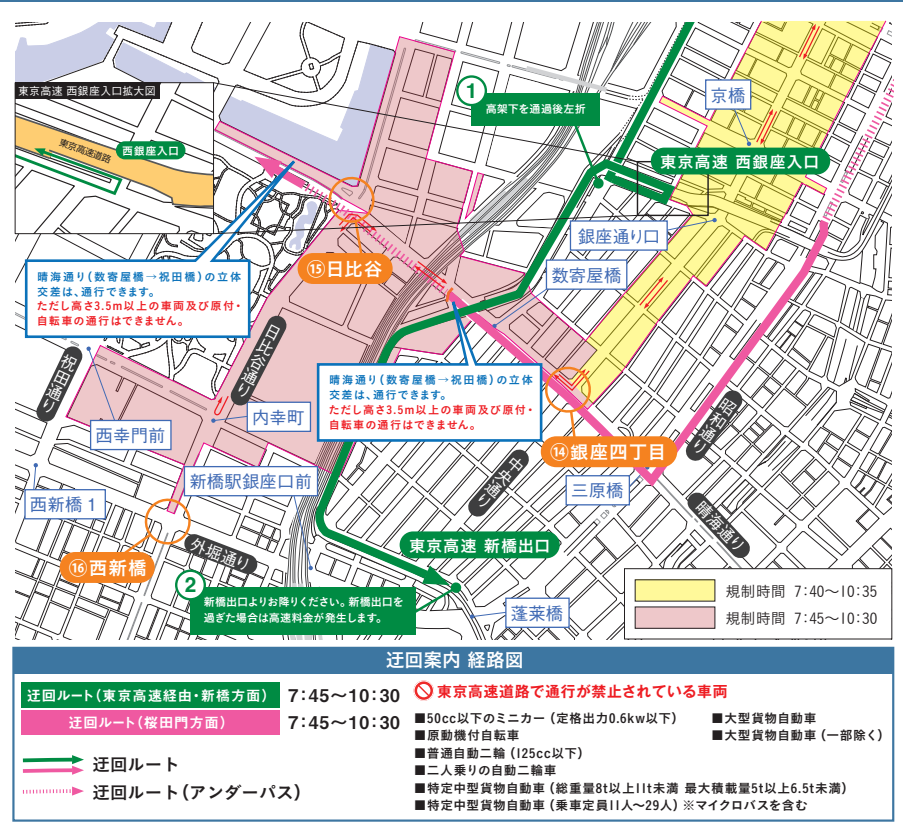 東京高速 西銀座入口拡大図
東京高速道路
西銀座入口
①
高架下を通過後左折
京橋
東京高速 西銀座入口
銀座通り口
数寄屋橋
⑮日比谷
晴海通り(数寄屋橋→祝田橋)の立体
交差は、通行できます。
ただし高さ3.5m以上の車両及び原付・
自転車の通行はできません。
日比谷通り
祝田通り
晴海通り(数寄屋橋→祝田橋)の立体
交差は、通行できます。
ただし高さ3.5m以上の車両及び原付・
自転車の通行はできません。
内幸町
西幸門前
昭和通り
⑭銀座四丁目
中央通り
新橋駅銀座口前
三原橋
西新橋1
晴海通り
外堀通り
東京高速 新橋出口
⑯西新橋
②
新橋出口よりお降りください。新橋出口を
過ぎた場合は高速料金が発生します。
蓬莱橋
規制時間 7:40〜10:35
規制時間 7:45〜10:30
迂回案内 経路図
迂回ルート(東京高速経由・新橋方面) 7:45〜10:30
迂回ルート(桜田門方面) 7:45〜10:30
迂回ルート
迂回ルート(アンダーパス)
東京高速道路で通行が禁止されている車両
■50cc以下のミニカー(定格出力0.6kw以下)
■原動機付自転車
■普通自動二輪(125cc以下)
■二人乗りの自動二輪車
■特定中型貨物自動車(総重量8t以上11t未満 最大積載量5t以上6.5t未満)
■特定中型貨物自動車(乗車定員11人〜29人)※マイクロバスを含む
■大型貨物自動車
■大型貨物自動車(一部除く)